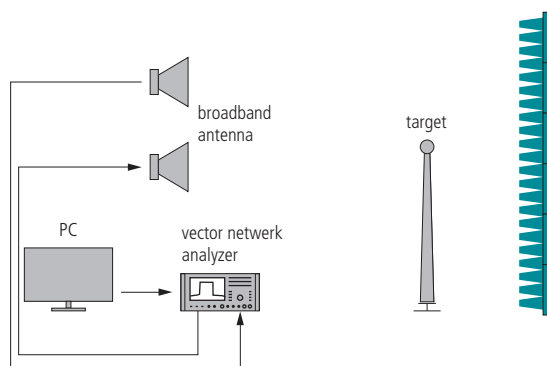 broadband
antenna
target
PC
vector netwerk
analyzer